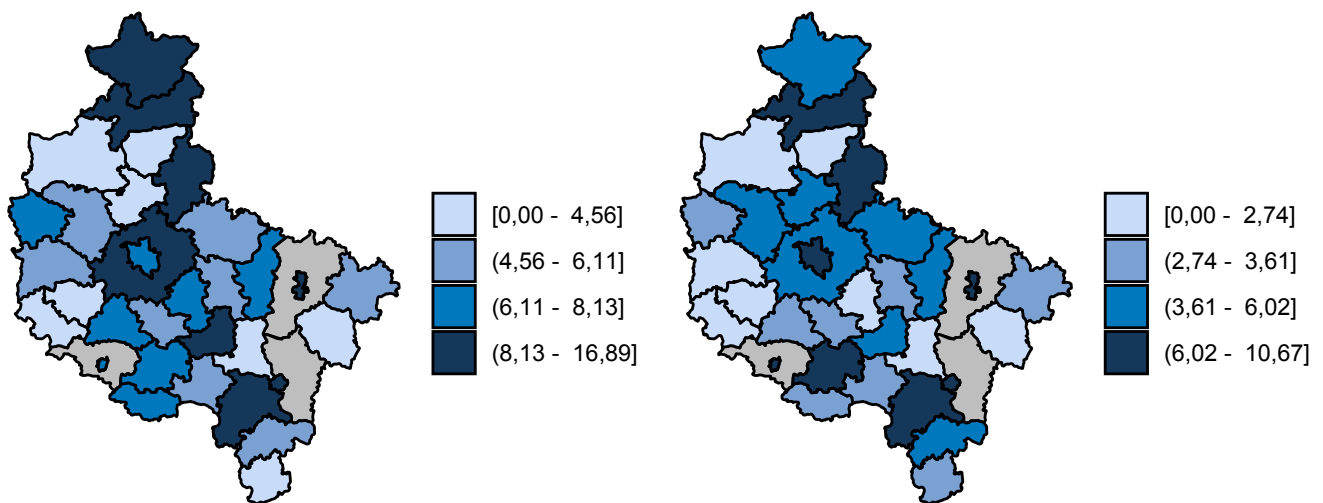 [0,00 - 4,56]
(4,56 - 6,11]
(6,11 - 8,13]
(8,13 - 16,89]
[0,00 - 2,74]
(2,74 - 3,61]
(3,61 - 6,02]
(6,02 - 10,67]